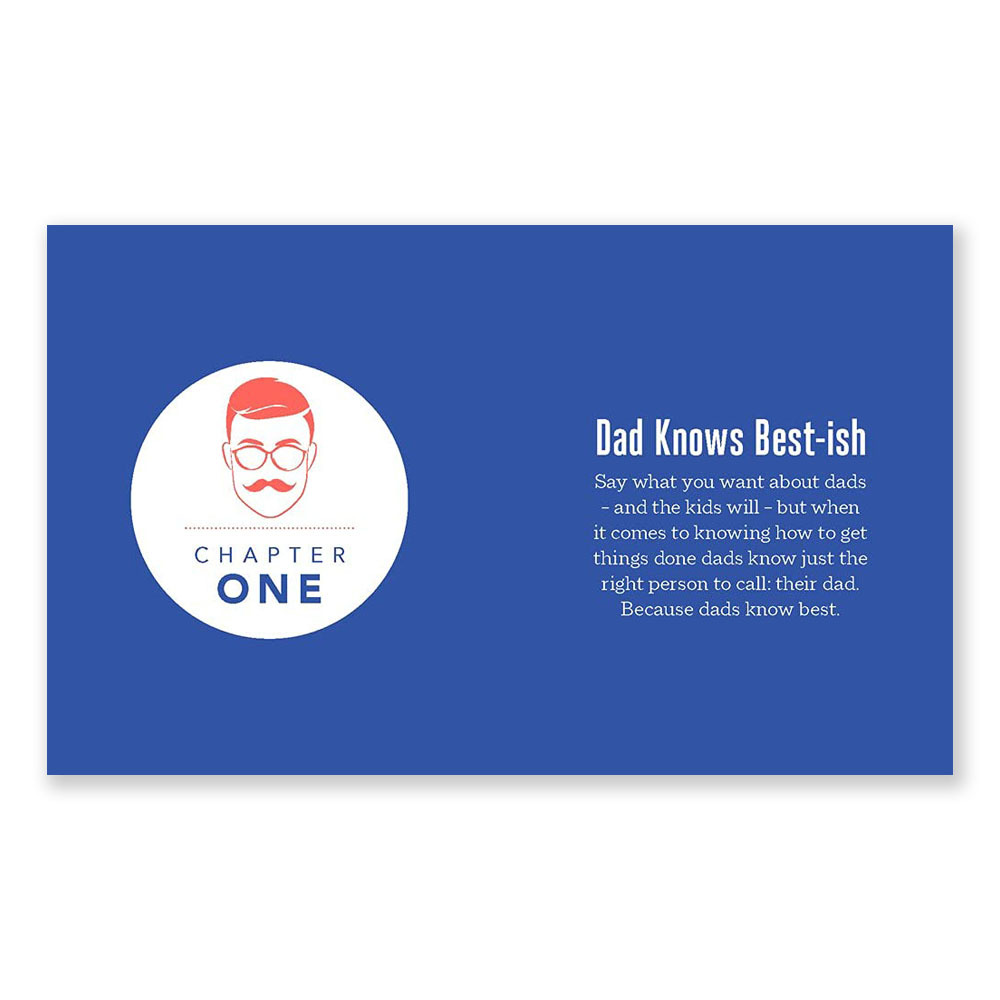 CHAPTER
ONE
Dad Knows Best-ish
Say what you want about dads
– and the kids will – but when
it comes to knowing how to get
things done dads know just the
right person to call: their dad.
Because dads know best.